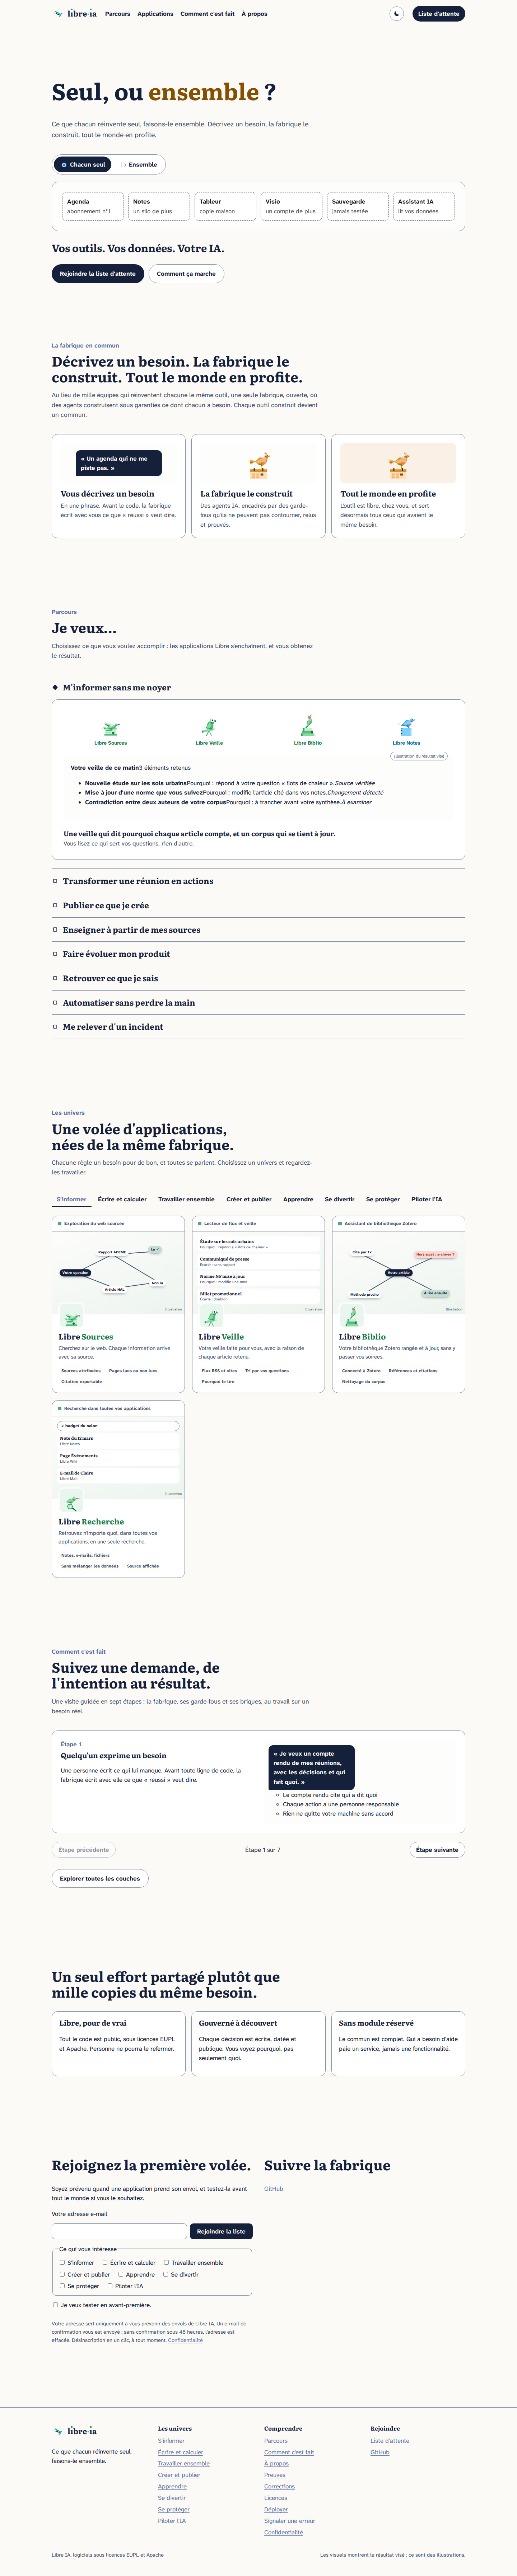 libre·ia
Parcours
Applications
Comment c'est fait
À propos
Liste d'attente
Seul, ou ensemble ?
Ce que chacun réinvente seul, faisons-le ensemble. Décrivez un besoin, la fabrique le
construit, tout le monde en profite.
Chacun seul
Ensemble
Agenda
abonnement n°1
Notes
un silo de plus
Tableur
copie maison
Visio
un compte de plus
Sauvegarde
jamais testée
Assistant IA
lit vos données
Vos outils. Vos données. Votre IA.
Rejoindre la liste d'attente
Comment ça marche
La fabrique en commun
Décrivez un besoin. La fabrique le
construit. Tout le monde en profite.
Au lieu de mille équipes qui réinventent chacune le même outil, une seule fabrique, ouverte, où
des agents construisent sous garanties ce dont chacun a besoin. Chaque outil construit devient
un commun.
« Un agenda qui ne me
piste pas. »
Vous décrivez un besoin
En une phrase. Avant le code, la fabrique
écrit avec vous ce que « réussi » veut dire.
La fabrique le construit
Des agents IA, encadrés par des garde-
fous qu'ils ne peuvent pas contourner, relus
et prouvés.
Tout le monde en profite
L'outil est libre, chez vous, et sert
désormais tous ceux qui avaient le
même besoin.
Parcours
Je veux…
Choisissez ce que vous voulez accomplir : les applications Libre s'enchaînent, et vous obtenez
le résultat.
M'informer sans me noyer
Libre Sources
Libre Veille
Libre Biblio
Libre Notes
Illustration du résultat visé
Votre veille de ce matin3 éléments retenus
Nouvelle étude sur les sols urbainsPourquoi : répond à votre question « îlots de chaleur ».Source vérifiée
Mise à jour d'une norme que vous suivezPourquoi : modifie l'article cité dans vos notes.Changement détecté
Contradiction entre deux auteurs de votre corpusPourquoi : à trancher avant votre synthèse.À examiner
Une veille qui dit pourquoi chaque article compte, et un corpus qui se tient à jour.
Vous lisez ce qui sert vos questions, rien d'autre.
Transformer une réunion en actions
Publier ce que je crée
Enseigner à partir de mes sources
Faire évoluer mon produit
Retrouver ce que je sais
Automatiser sans perdre la main
Me relever d'un incident
Les univers
Une volée d'applications,
nées de la même fabrique.
Chacune règle un besoin pour de bon, et toutes se parlent. Choisissez un univers et regardez-
les travailler.
S'informer
Écrire et calculer
Travailler ensemble
Créer et publier
Apprendre
Se divertir
Se protéger
Piloter l'IA
Exploration du web sourcée
Rapport ADEME
Lu ✓
Votre question
Article HAL
Non lu
Illustration
Libre Sources
Cherchez sur le web. Chaque information arrive
avec sa source.
Sources attribuées
Pages lues ou non lues
Citation exportable
Lecteur de flux et veille
Étude sur les sols urbains
Pourquoi : répond à « îlots de chaleur »
Communiqué de presse
Écarté : sans rapport
Norme NF mise à jour
Pourquoi : modifie une note
Billet promotionnel
Écarté : doublon
Illustration
Libre Veille
Votre veille faite pour vous, avec la raison de
chaque article retenu.
Flux RSS et sites
Tri par vos questions
Pourquoi le lire
Assistant de bibliothèque Zotero
Cité par 12
Hors sujet : archiver ?
Votre article
Méthode proche
À lire ensuite
Illustration
Libre Biblio
Votre bibliothèque Zotero rangée et à jour, sans y
passer vos soirées.
Connecté à Zotero
Références et citations
Nettoyage du corpus
Recherche dans toutes vos applications
budget du salon
Note du 12 mars
Libre Notes
Page Événements
Libre Wiki
E-mail de Claire
Libre Mail
Illustration
Libre Recherche
Retrouvez n'importe quoi, dans toutes vos
applications, en une seule recherche.
Notes, e-mails, fichiers
Sans mélanger les données
Source affichée
Comment c'est fait
Suivez une demande, de
l'intention au résultat.
Une visite guidée en sept étapes : la fabrique, ses garde-fous et ses briques, au travail sur un
besoin réel.
Étape 1
Quelqu'un exprime un besoin
Une personne écrit ce qui lui manque. Avant toute ligne de code, la
fabrique écrit avec elle ce que « réussi » veut dire.
« Je veux un compte
rendu de mes réunions,
avec les décisions et qui
fait quoi. »
Le compte rendu cite qui a dit quoi
Chaque action a une personne responsable
Rien ne quitte votre machine sans accord
Étape précédente
Étape 1 sur 7
Étape suivante
Explorer toutes les couches
Un seul effort partagé plutôt que
mille copies du même besoin.
Libre, pour de vrai
Tout le code est public, sous licences EUPL
et Apache. Personne ne pourra le refermer.
Gouverné à découvert
Chaque décision est écrite, datée et
publique. Vous voyez pourquoi, pas
seulement quoi.
Sans module réservé
Le commun est complet. Qui a besoin d'aide
paie un service, jamais une fonctionnalité.
Rejoignez la première volée.
Soyez prévenu quand une application prend son envol, et testez-la avant
tout le monde si vous le souhaitez.
Votre adresse e-mail
Rejoindre la liste
Ce qui vous intéresse
S'informer
Écrire et calculer
Travailler ensemble
Créer et publier
Apprendre
Se divertir
Se protéger
Piloter l'IA
Je veux tester en avant-première.
Votre adresse sert uniquement à vous prévenir des envols de Libre IA. Un e-mail de
confirmation vous est envoyé ; sans confirmation sous 48 heures, l'adresse est
effacée. Désinscription en un clic, à tout moment. Confidentialité
Suivre la fabrique
GitHub
libre·ia
Ce que chacun réinvente seul,
faisons-le ensemble.
Les univers
S'informer
Écrire et calculer
Travailler ensemble
Créer et publier
Apprendre
Se divertir
Se protéger
Piloter l'IA
Comprendre
Parcours
Comment c'est fait
À propos
Preuves
Corrections
Licences
Déployer
Signaler une erreur
Confidentialité
Rejoindre
Liste d'attente
GitHub
Libre IA, logiciels sous licences EUPL et Apache
Les visuels montrent le résultat visé : ce sont des illustrations.